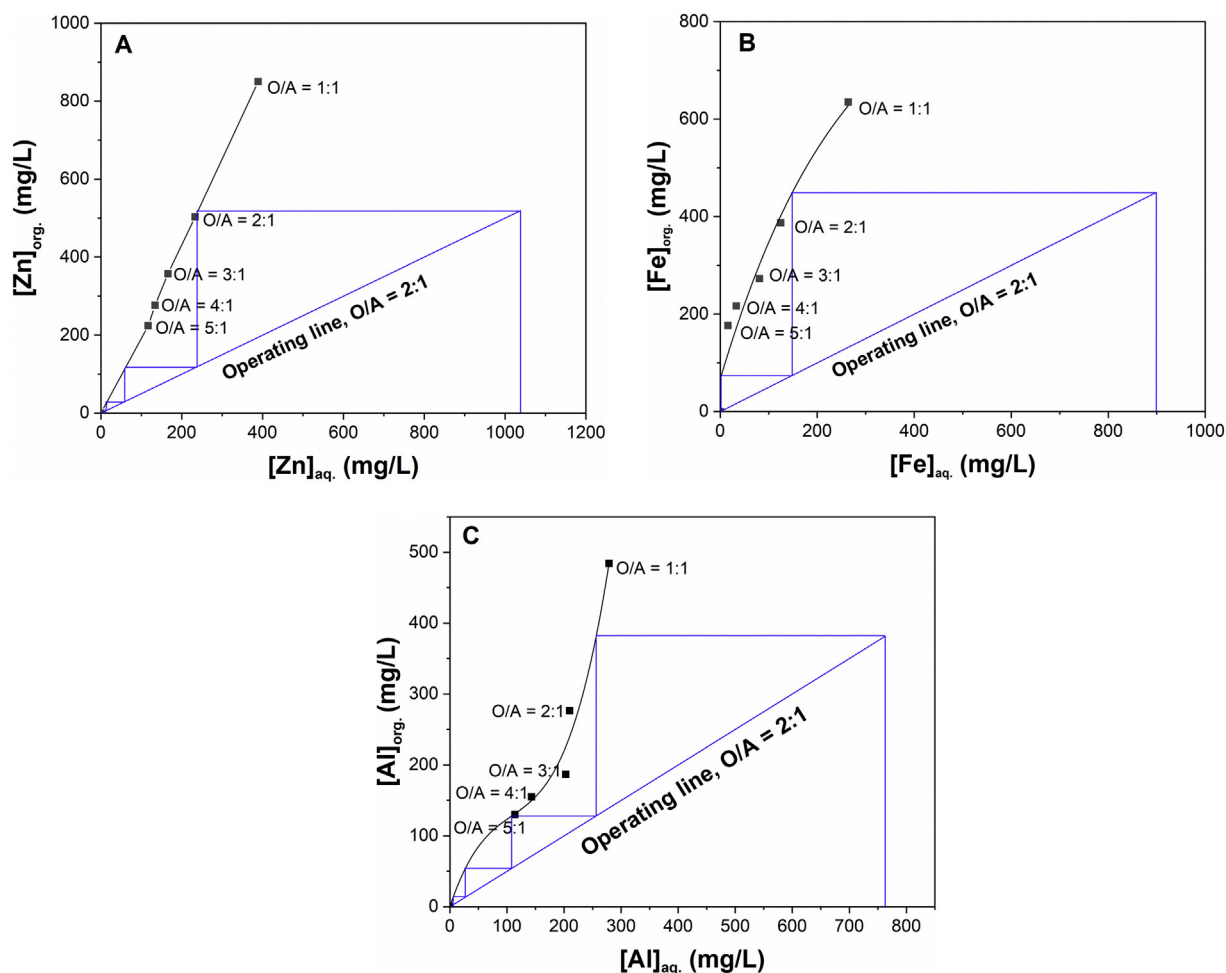 A
[Zn]org. (mg/L)
1000
800
600
400
200
0
O/A = 1:1
O/A = 2:1
O/A = 3:1
O/A = 4:1
O/A = 5:1
Operating line, O/A = 2:1
0 200 400 600 800 1000 1200
[Zn]aq. (mg/L)
B
[Fe]org. (mg/L)
800
600
400
200
0
O/A = 1:1
O/A = 2:1
O/A = 3:1
O/A = 4:1
O/A = 5:1
Operating line, O/A = 2:1
0 200 400 600 800 1000
[Fe]aq. (mg/L)
C
[Al]org. (mg/L)
500
400
300
200
100
0
O/A = 1:1
O/A = 2:1
O/A = 3:1
O/A = 4:1
O/A = 5:1
Operating line, O/A = 2:1
0 100 200 300 400 500 600 700 800
[Al]aq. (mg/L)